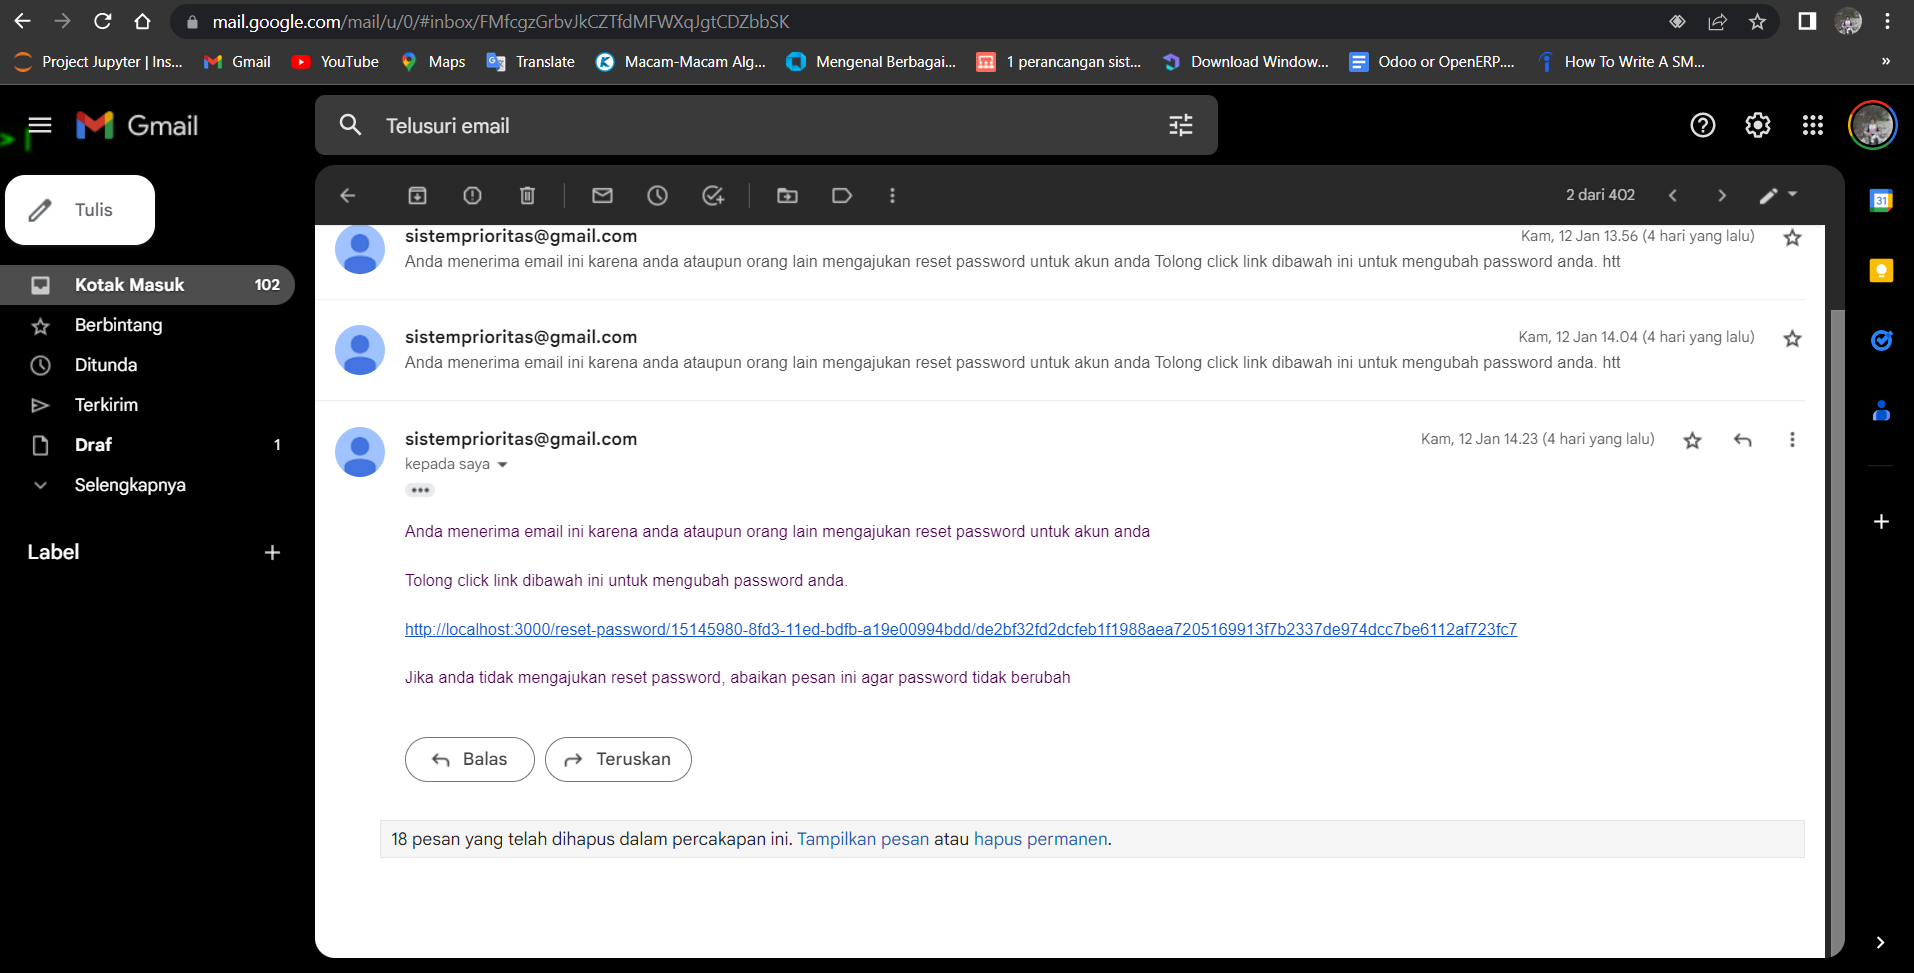 mail.google.com/mail/u/0/#inbox/FMfcgzGrbvJkCZTfdMFWXqJgtCDZbbSK
Project Jupyter | Ins... Gmail YouTube Maps Translate Macam-Macam Alg... Mengenal Berbagai... 1 perancangan sist... Download Window... Odoo or OpenERP.... How To Write A SM... »
Gmail
Telusuri email
Tulis
2 dari 402
31
Kotak Masuk 102
Berbintang
Ditunda
Terkirim
Draf 1
Selengkapnya
Label
sistemprioritas@gmail.com Kam, 12 Jan 13.56 (4 hari yang lalu)
Anda menerima email ini karena anda ataupun orang lain mengajukan reset password untuk akun anda Tolong click link dibawah ini untuk mengubah password anda. htt
sistemprioritas@gmail.com Kam, 12 Jan 14.04 (4 hari yang lalu)
Anda menerima email ini karena anda ataupun orang lain mengajukan reset password untuk akun anda Tolong click link dibawah ini untuk mengubah password anda. htt
sistemprioritas@gmail.com Kam, 12 Jan 14.23 (4 hari yang lalu)
kepada saya
Anda menerima email ini karena anda ataupun orang lain mengajukan reset password untuk akun anda
Tolong click link dibawah ini untuk mengubah password anda.
http://localhost:3000/reset-password/15145980-8fd3-11ed-bdfb-a19e00994bdd/de2bf32fd2dcfeb1f1988aea7205169913f7b2337de974dcc7be6112af723fc7
Jika anda tidak mengajukan reset password, abaikan pesan ini agar password tidak berubah
Balas Teruskan
18 pesan yang telah dihapus dalam percakapan ini. Tampilkan pesan atau hapus permanen.